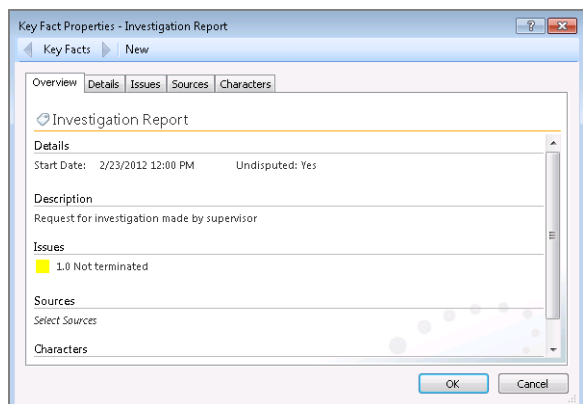 Key Fact Properties - Investigation Report
?
Key Facts New
Overview Details Issues Sources Characters
Investigation Report
Details
Start Date: 2/23/2012 12:00 PM Undisputed: Yes
Description
Request for investigation made by supervisor
Issues
1.0 Not terminated
Sources
Select Sources
Characters
OK Cancel